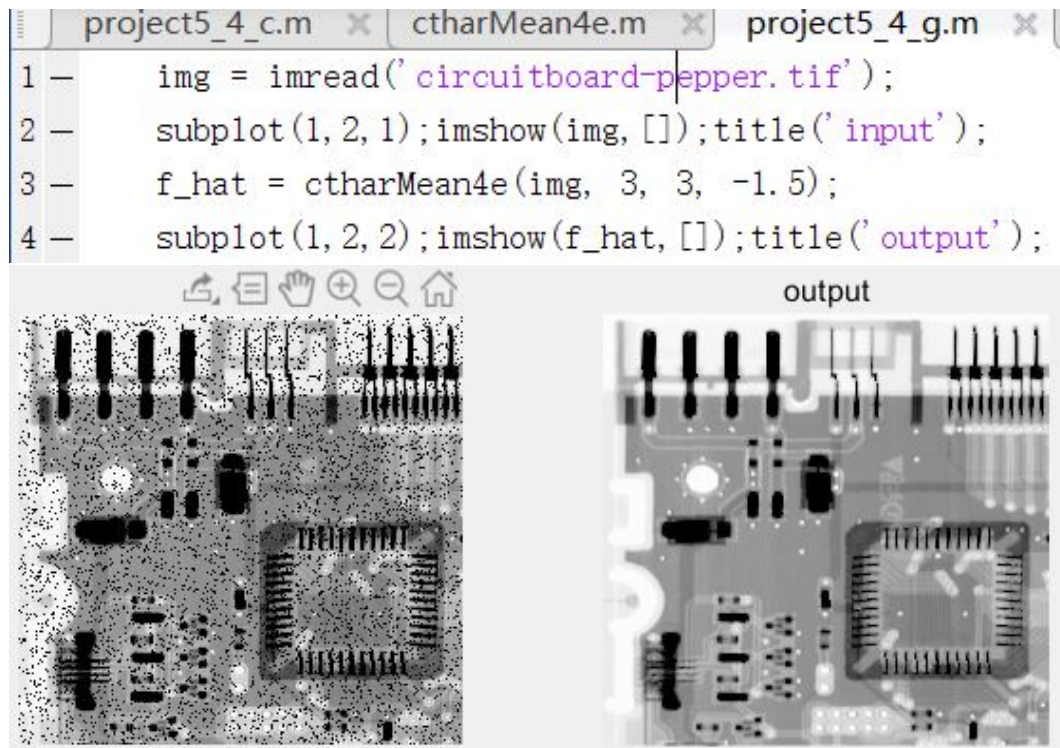 project5_4_c.m ctharMean4e.m project5_4_g.m
1 — img = imread('circuitboard-pepper.tif');
2 — subplot(1,2,1);imshow(img,[]);title('input');
3 — f_hat = ctharMean4e(img, 3, 3, -1.5);
4 — subplot(1,2,2);imshow(f_hat,[]);title('output');
output